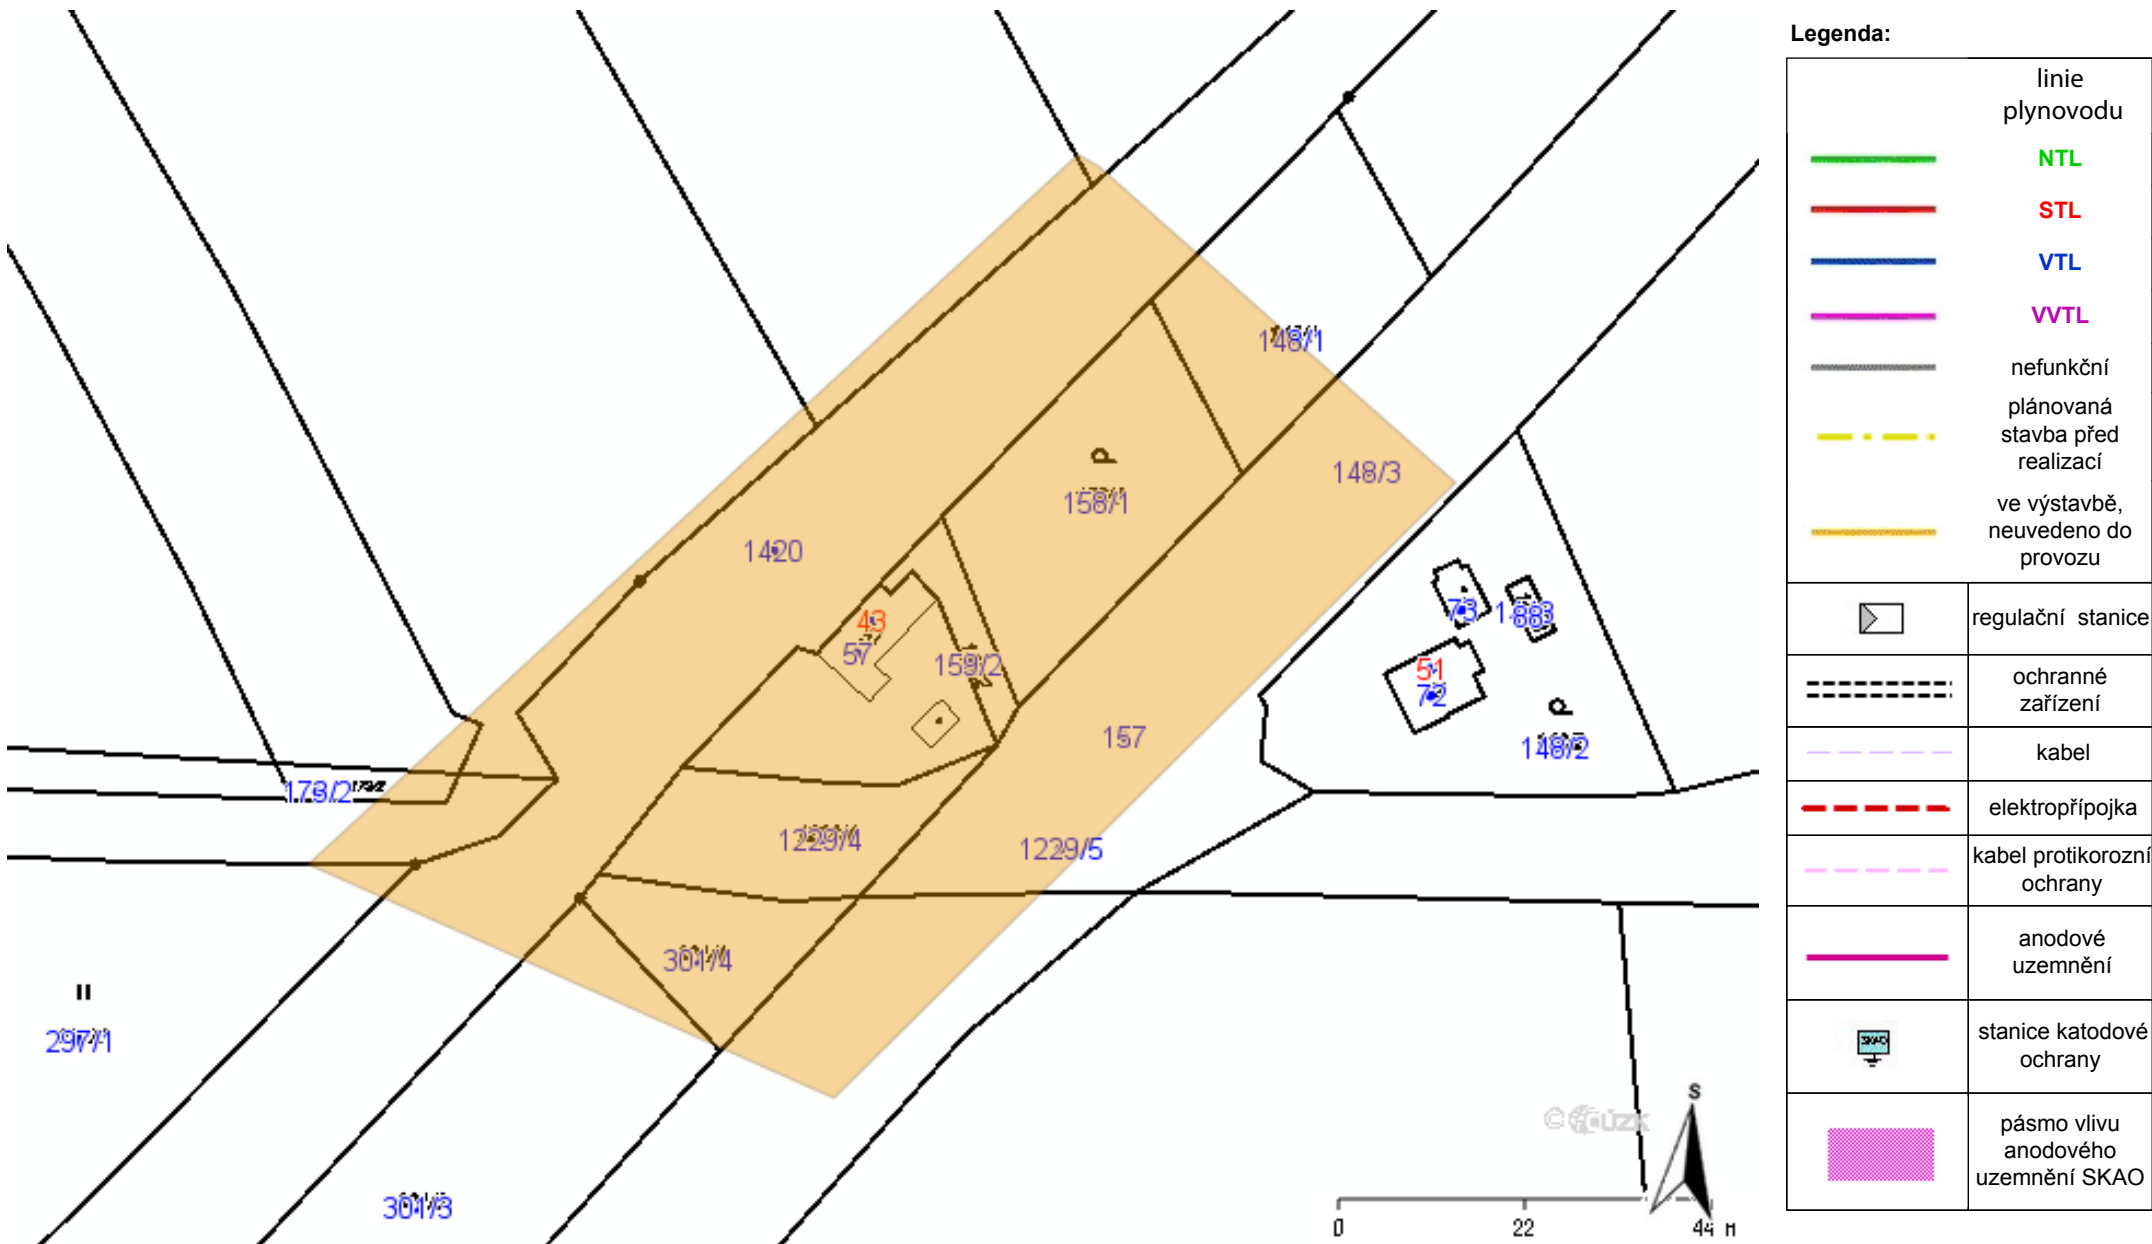 Legenda:
linie
plynovodu
NTL
STL
VTL
VVTL
nefunkční
plánovaná
stavba před
realizací
ve výstavbě,
neuvedeno do
provozu
regulační stanice
ochranné
zařízení
kabel
elektropřípojka
kabel protikorozní
ochrany
anodové
uzemnění
SKAO
stanice katodové
ochrany
pásmo vlivu
anodového
uzemnění SKAO
148/1
148/3
158/1
1420
43
57
159/2
157
73
51
72
148/2
173/2
1229/4
1229/5
301/4
297/1
301/3
S
0
22
44 M